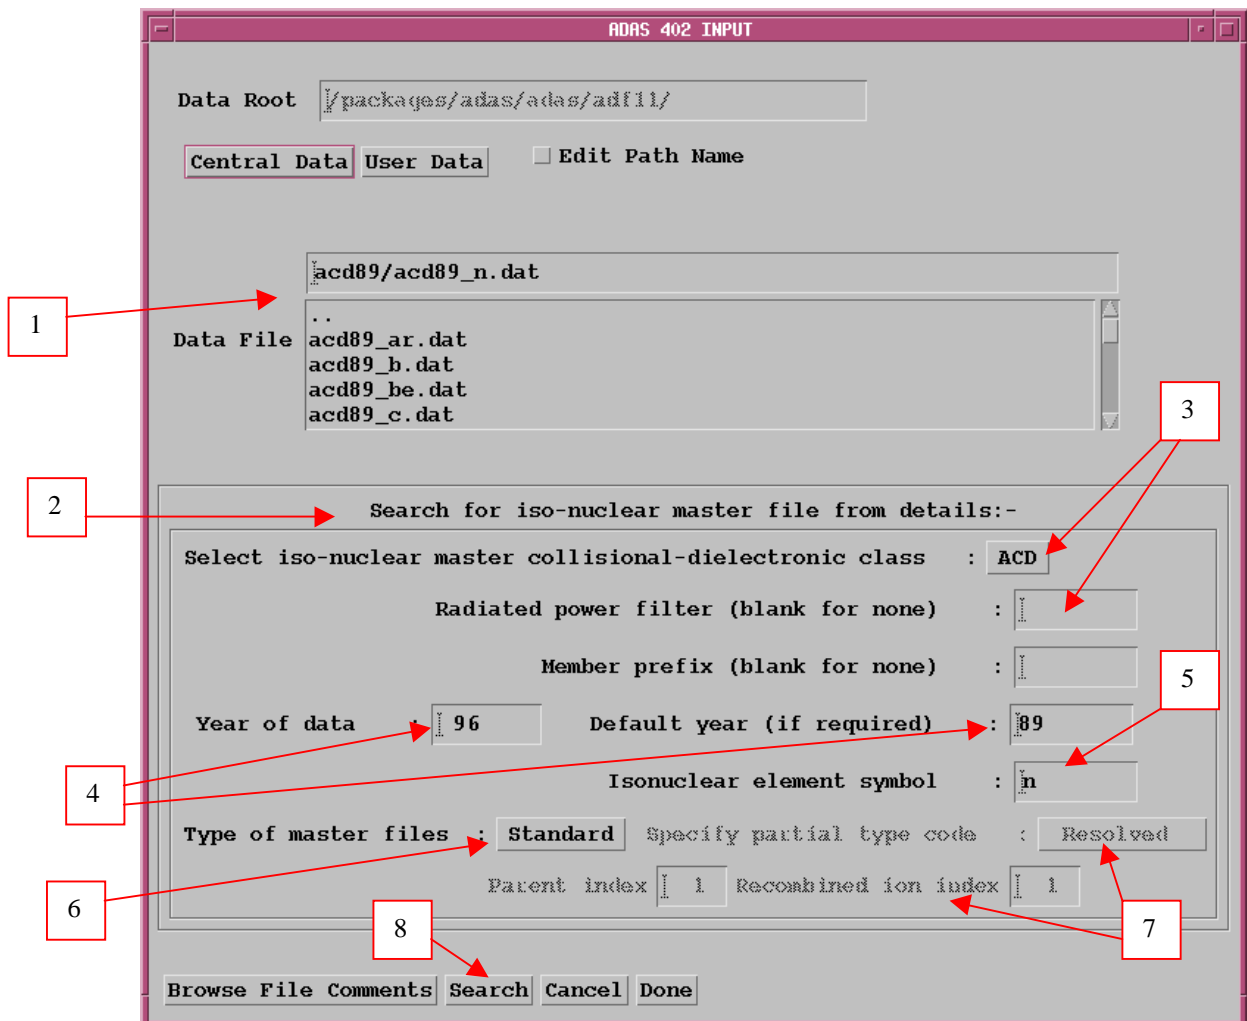 ADAS 402 INPUT
Data Root /packages/adas/adas/adf11/
Central Data User Data Edit Path Name
acd89/acd89_n.dat
1
Data File
..
acd89_ar.dat
acd89_b.dat
acd89_be.dat
acd89_c.dat
3
2
Search for iso-nuclear master file from details:-
Select iso-nuclear master collisional-dielectronic class : ACD
Radiated power filter (blank for none) :
Member prefix (blank for none) :
5
Year of data : 96 Default year (if required) : 89
4
Isonuclear element symbol : n
Type of master files : Standard Specify partial type code : Resolved
Parent index 1 Recombined ion index 1
6
8
7
Browse File Comments Search Cancel Done